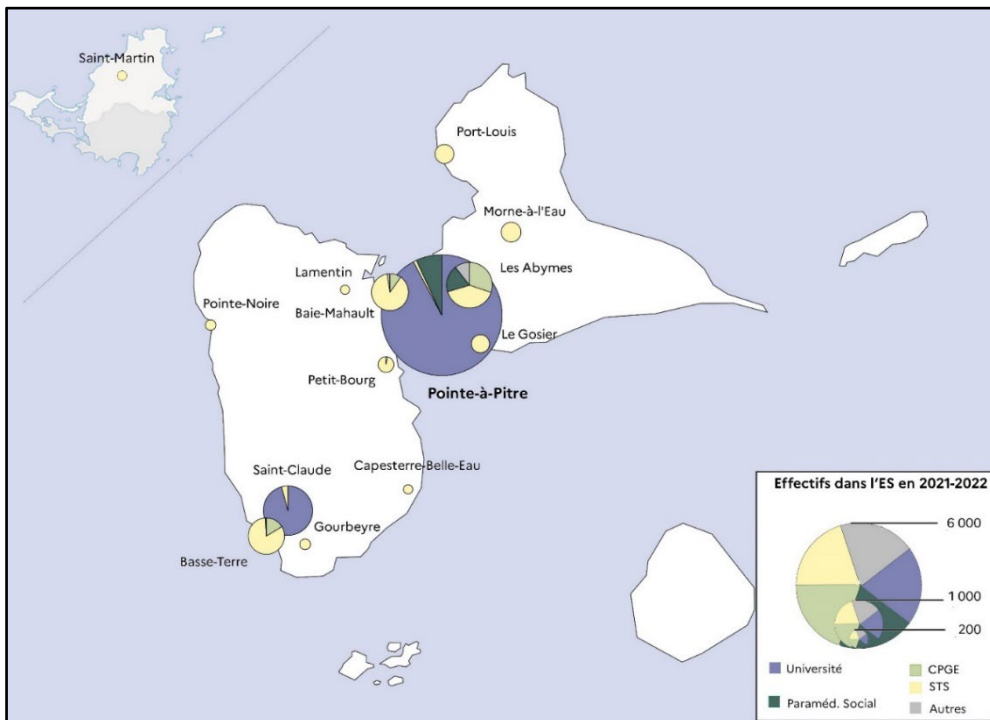 Saint-Martin
Port-Louis
Morne-à-l'Eau
Les Abymes
Lamentin
Pointe-Noire
Baie-Mahault
Le Gosier
Petit-Bourg
Pointe-à-Pitre
Saint-Claude
Capesterre-Belle-Eau
Gourbeyre
Basse-Terre
Effectifs dans l'ES en 2021-2022
6 000
1 000
200
Université
CPGE
STS
Paraméd. Social
Autres